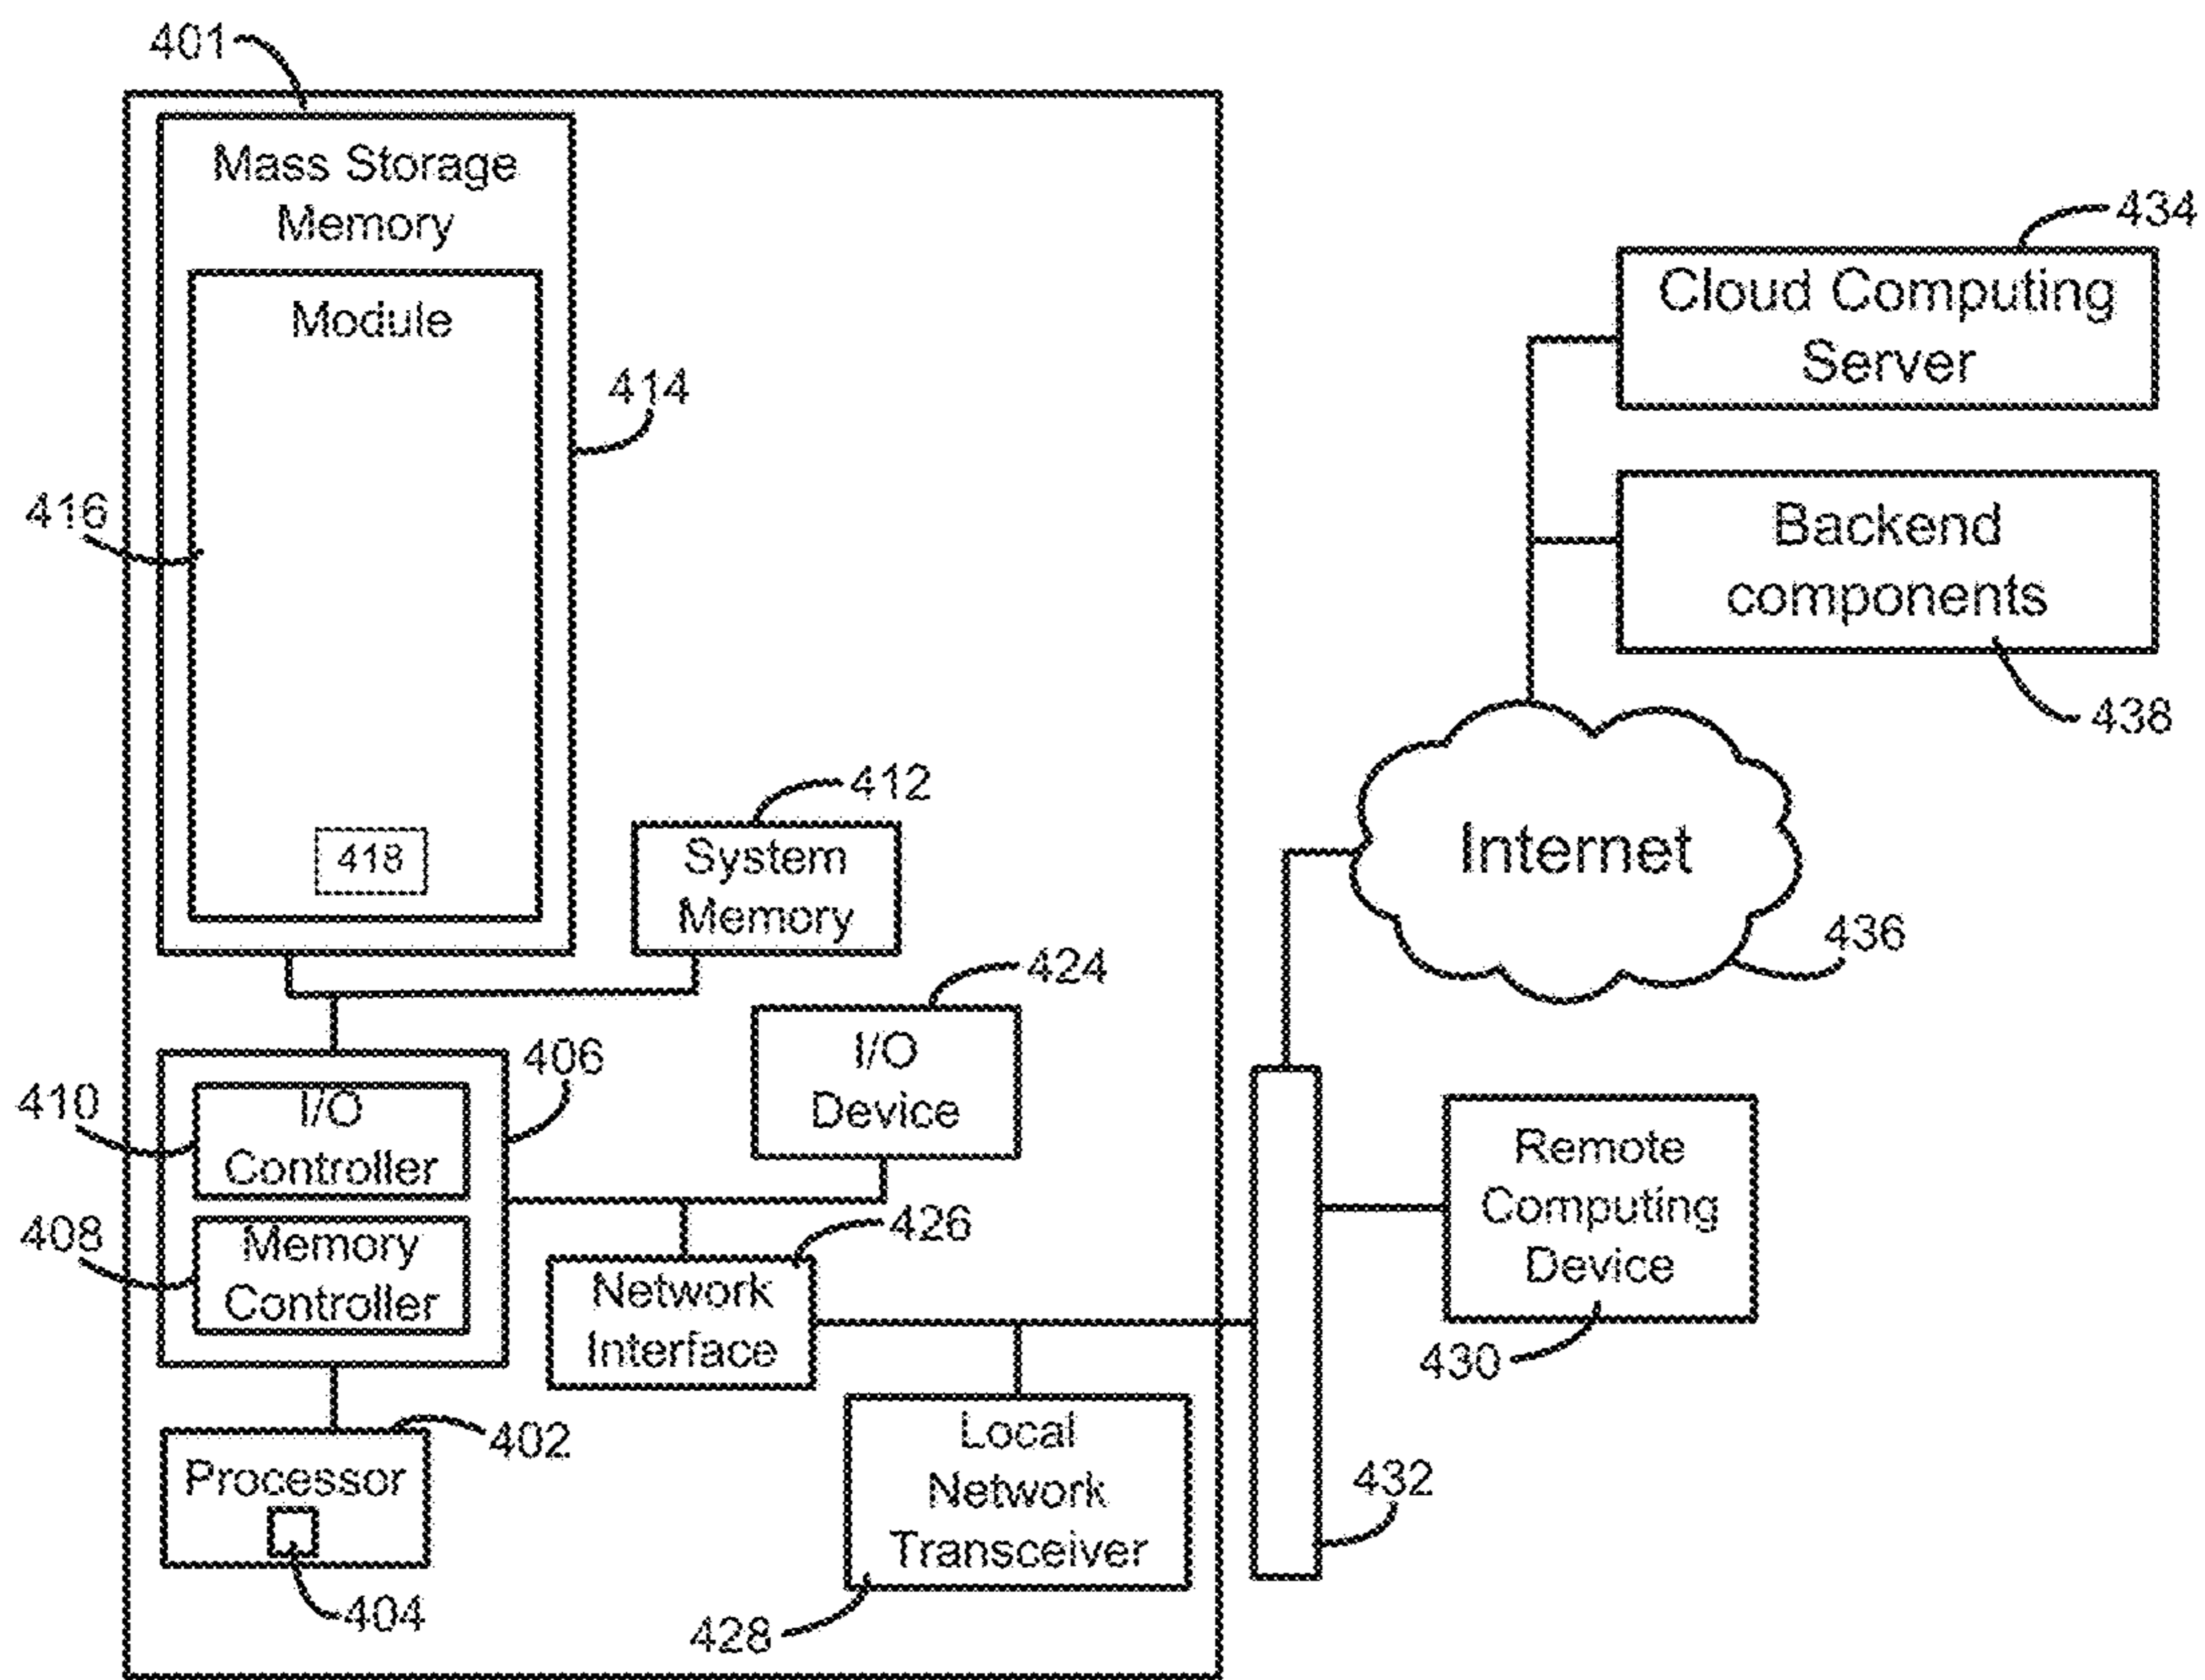 401
Mass Storage
Memory
Module
414
416
418
412
System
Memory
424
I/O
Device
406
410
I/O
Controller
408
Memory
Controller
426
Network
Interface
402
Processor
404
Local
Network
Transceiver
428
434
Cloud Computing
Server
Backend
components
438
Internet
436
Remote
Computing
Device
430
432